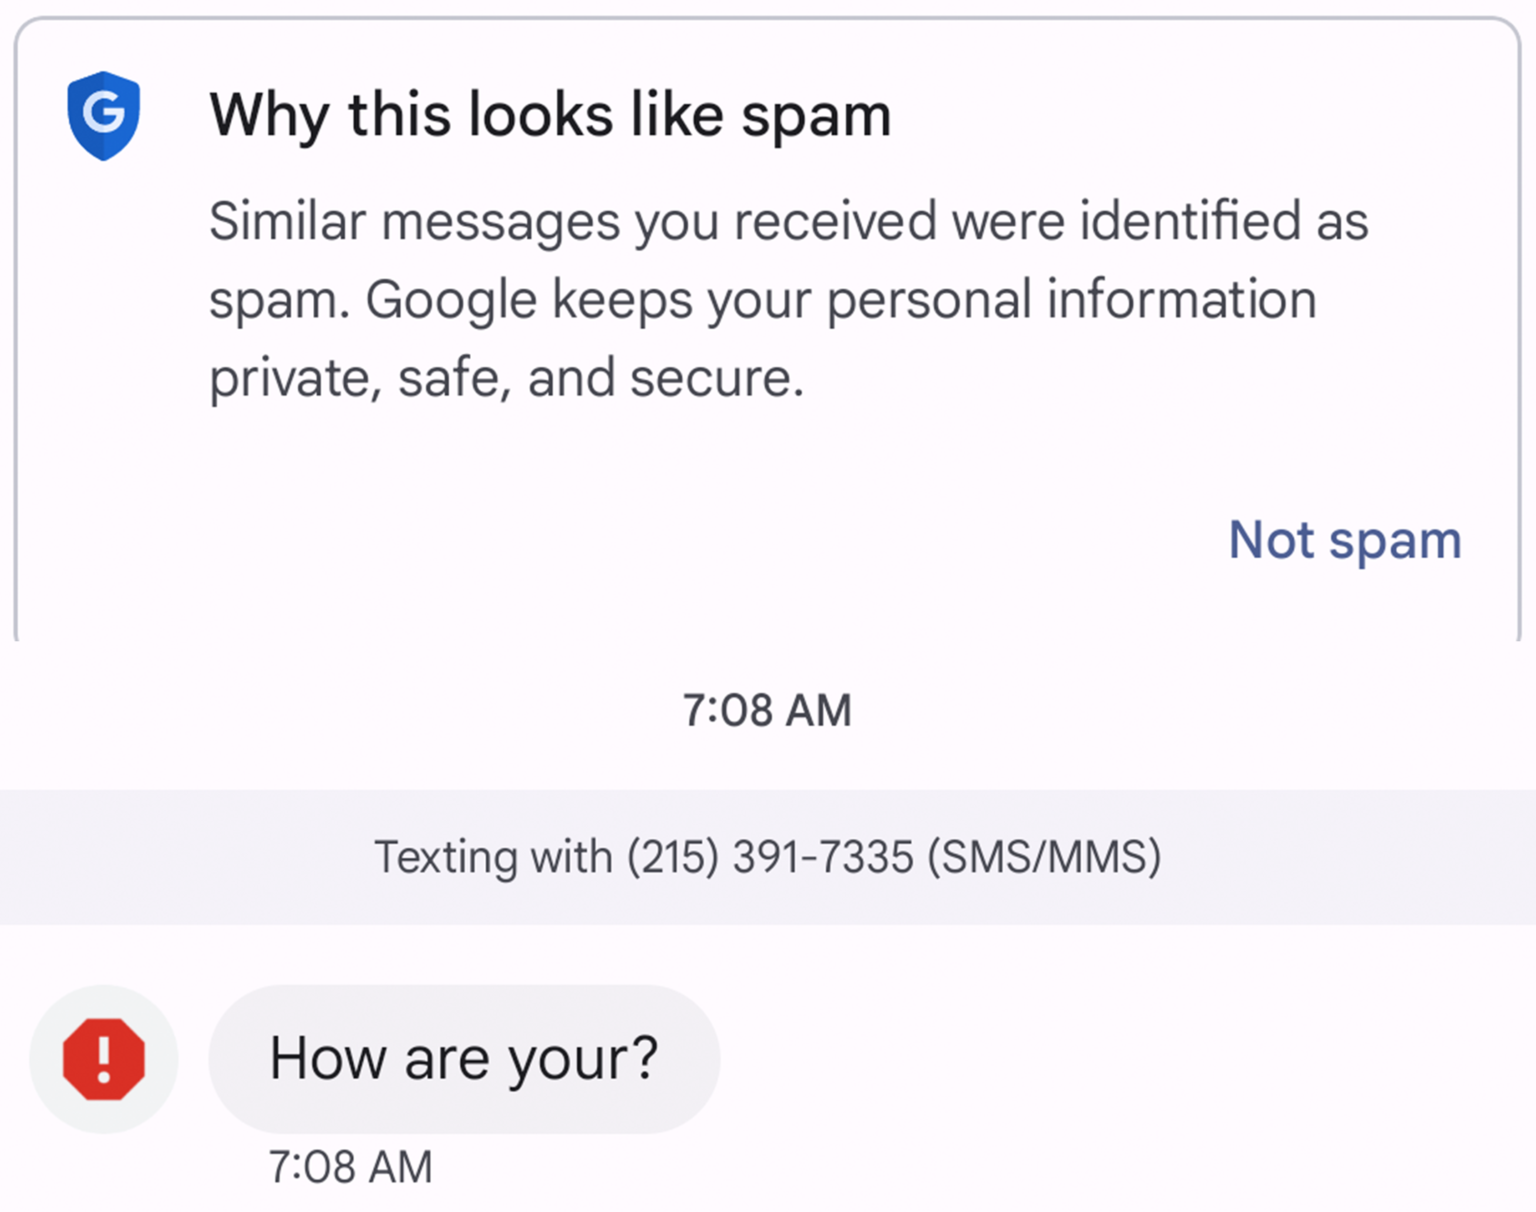 G
Why this looks like spam
Similar messages you received were identified as
spam. Google keeps your personal information
private, safe, and secure.
Not spam
7:08 AM
Texting with (215) 391-7335 (SMS/MMS)
!
How are your?
7:08 AM